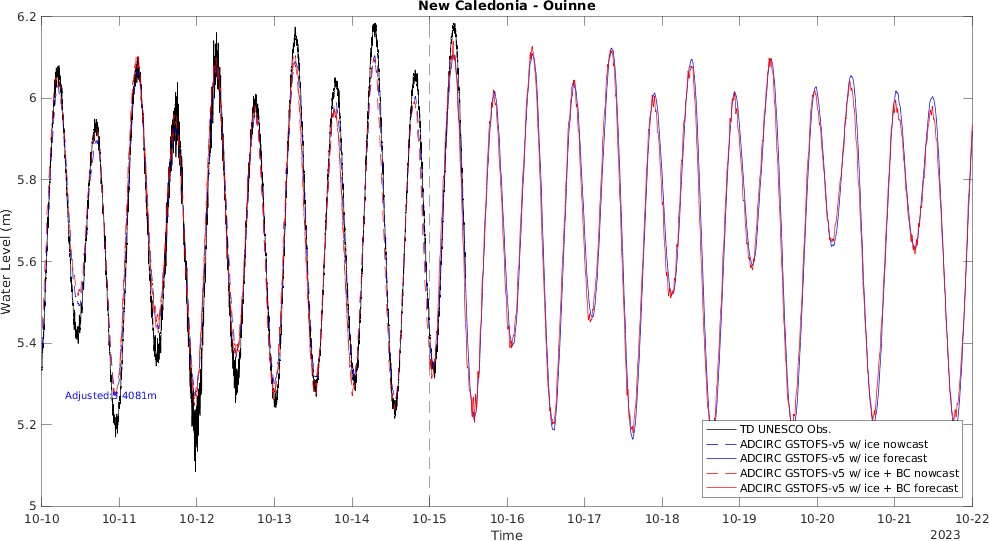 New Caledonia - Ouinne
Water Level (m)
6.2
6
5.8
5.6
5.4
5.2
5
Adjusted: .4081m
TD UNESCO Obs.
ADCIRC GSTOFS-v5 w/ ice nowcast
ADCIRC GSTOFS-v5 w/ ice forecast
ADCIRC GSTOFS-v5 w/ ice + BC nowcast
ADCIRC GSTOFS-v5 w/ ice + BC forecast
10-10 10-11 10-12 10-13 10-14 10-15 10-16 10-17 10-18 10-19 10-20 10-21 10-22
Time
2023